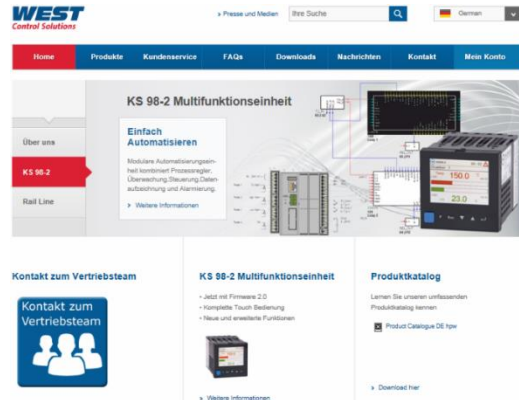 WEST
Control Solutions
Presse und Medien
Ihre Suche
German
Home
Produkte
Kundenservice
FAQs
Downloads
Nachrichten
Kontakt
Mein Konto
KS 98-2 Multifunktionseinheit
Über uns
KS 98-2
Rail Line
Einfach
Automatisieren
Modulare Automatisierungsein-
heit kombiniert Prozessregler,
Überwachung,Steuerung,Daten-
aufzeichnung und Alarmierung.
Weitere Informationen
150.0
23.0
Kontakt zum Vertriebsteam
Kontakt zum
Vertriebsteam
KS 98-2 Multifunktionseinheit
- Jetzt mit Firmware 2.0
- Komplette Touch Bedienung
- Neue und erweiterte Funktionen
Weitere Informationen
Produktkatalog
Lernen Sie unseren umfassenden
Produktkatalog kennen
Product Catalogue DE hpw
Download hier